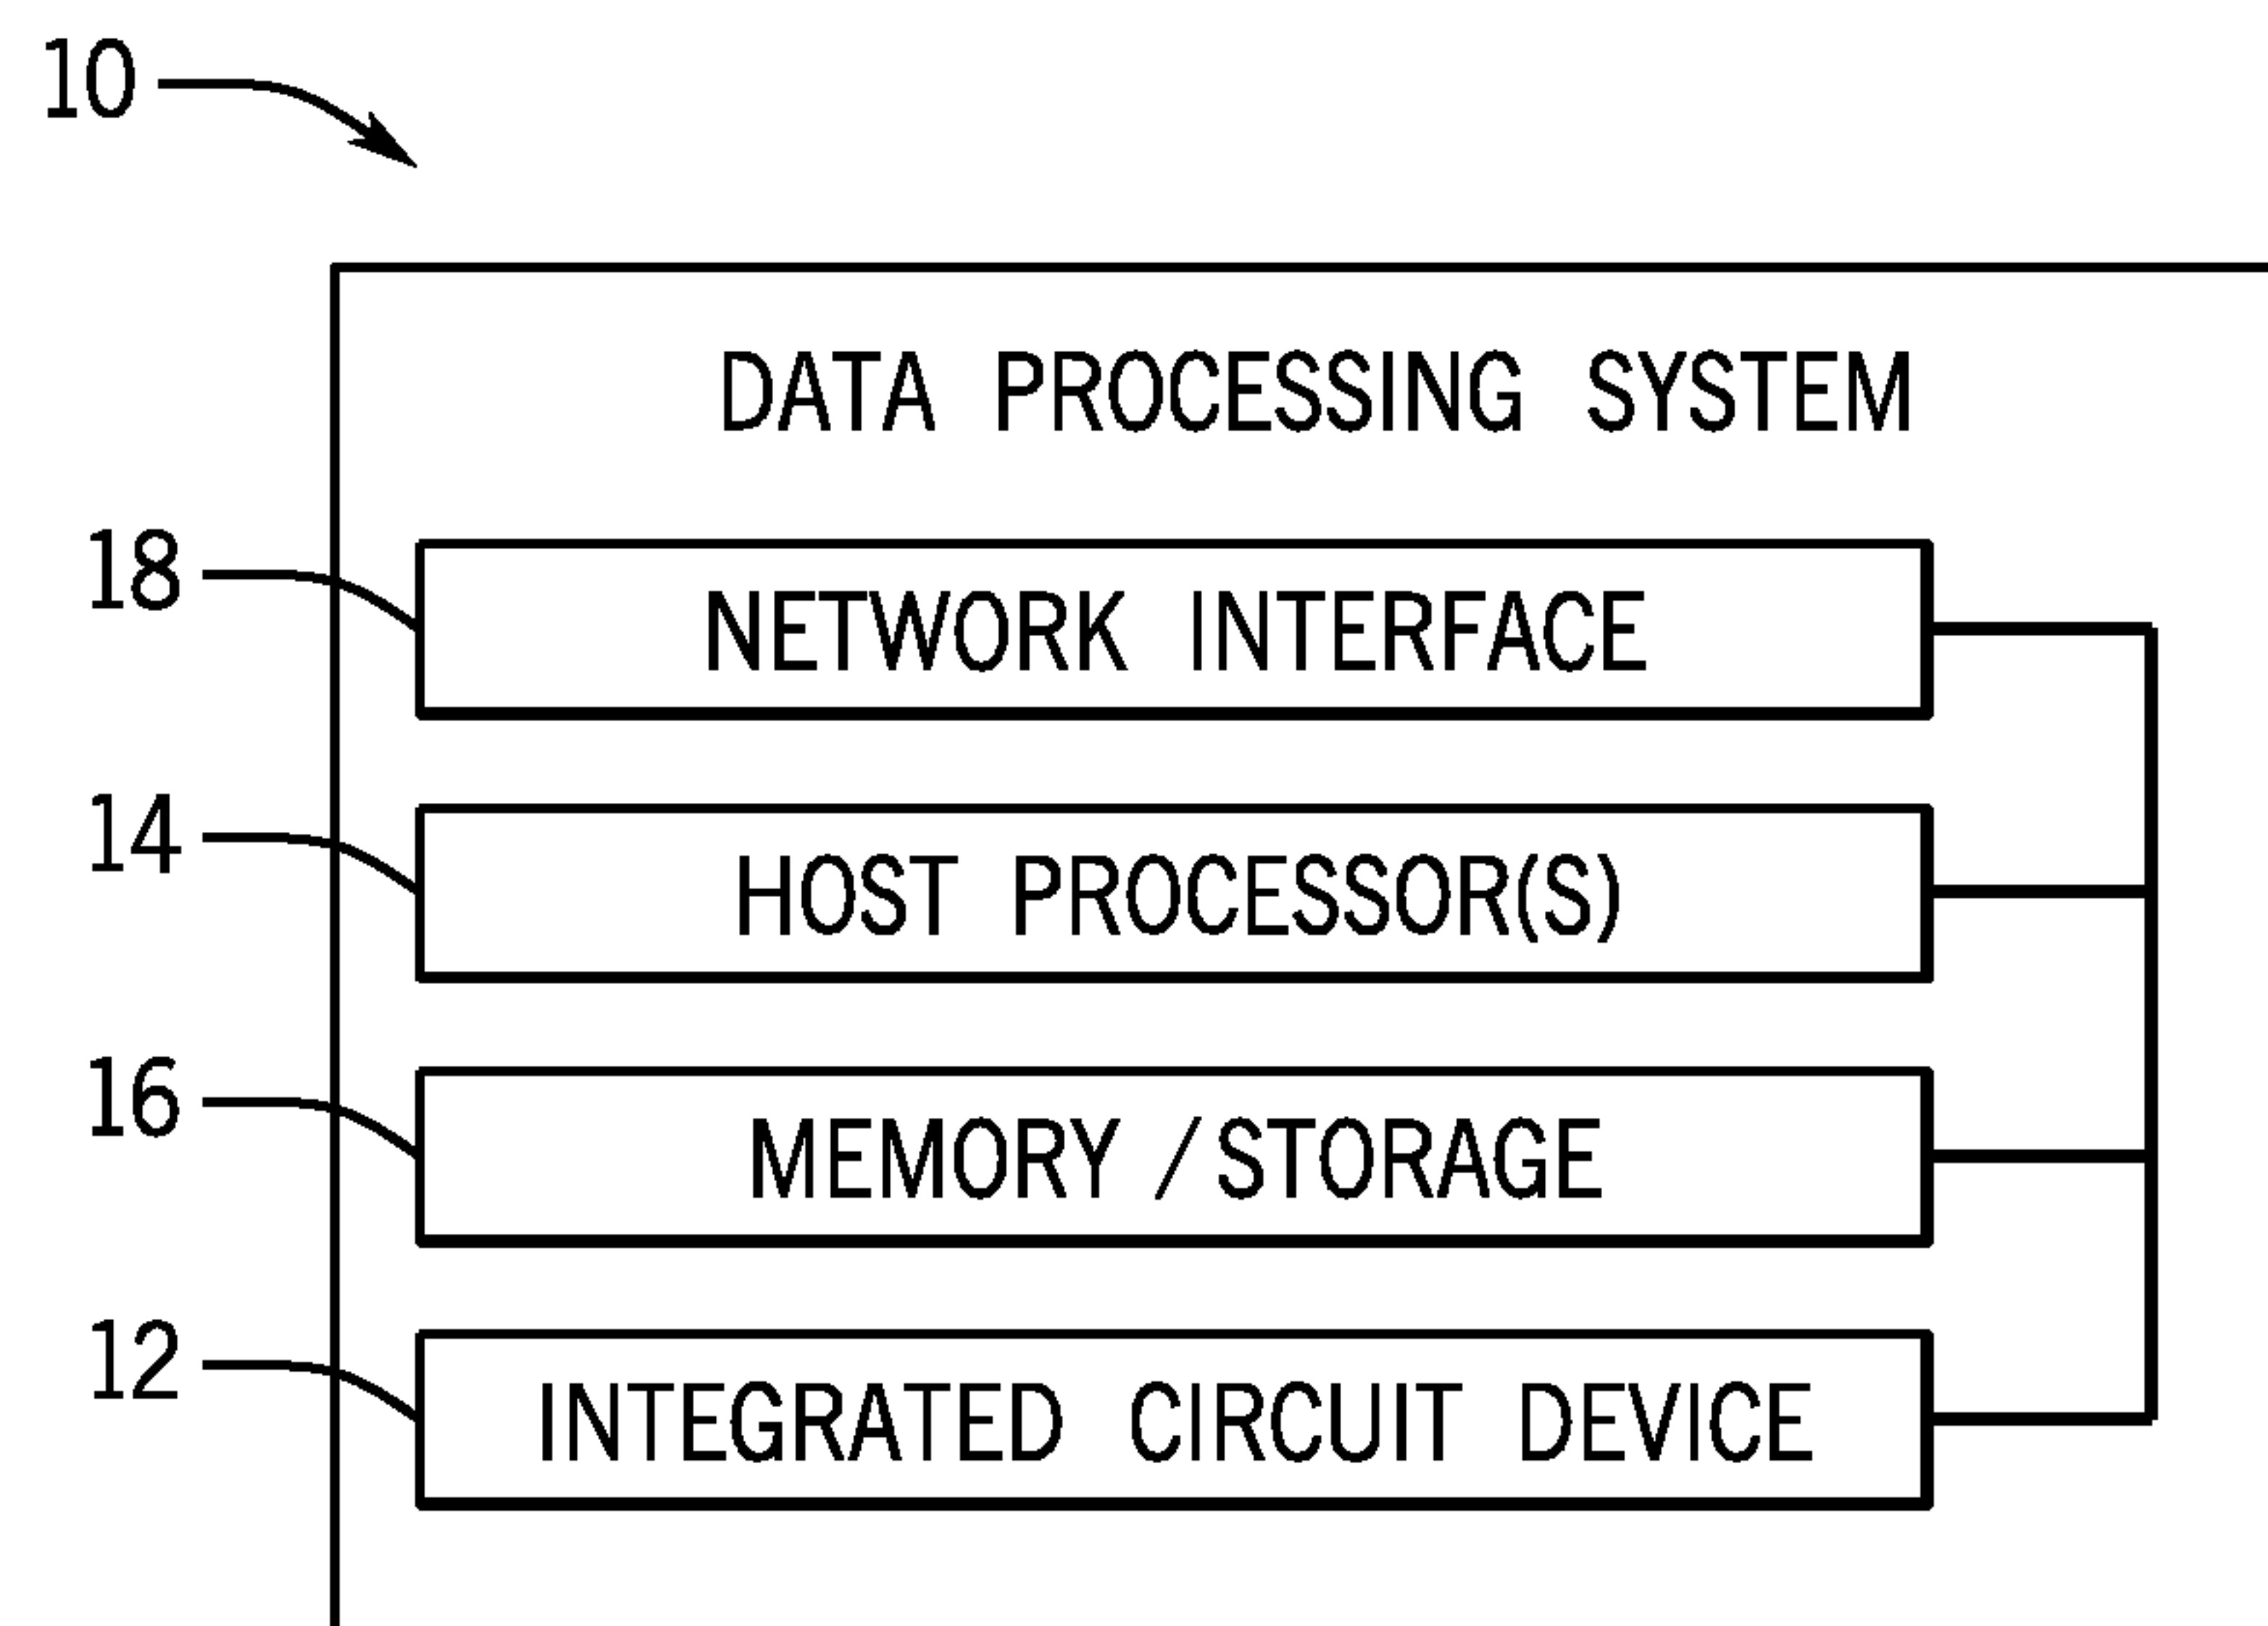 10
DATA PROCESSING SYSTEM
18 NETWORK INTERFACE
14 HOST PROCESSOR(S)
16 MEMORY / STORAGE
12 INTEGRATED CIRCUIT DEVICE